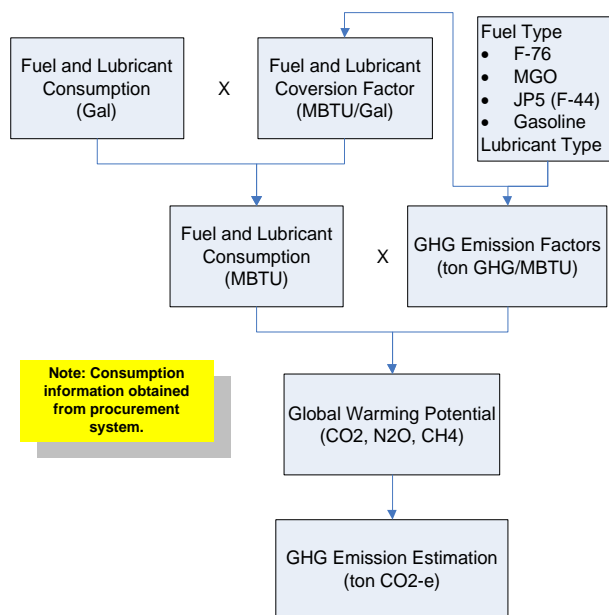 Fuel and Lubricant
Consumption
(Gal)
X
Fuel and Lubricant
Coversion Factor
(MBTU/Gal)
Fuel Type
• F-76
• MGO
• JP5 (F-44)
• Gasoline
Lubricant Type
Fuel and Lubricant
Consumption
(MBTU)
X
GHG Emission Factors
(ton GHG/MBTU)
Note: Consumption
information obtained
from procurement
system.
Global Warming Potential
(CO2, N2O, CH4)
GHG Emission Estimation
(ton CO2-e)